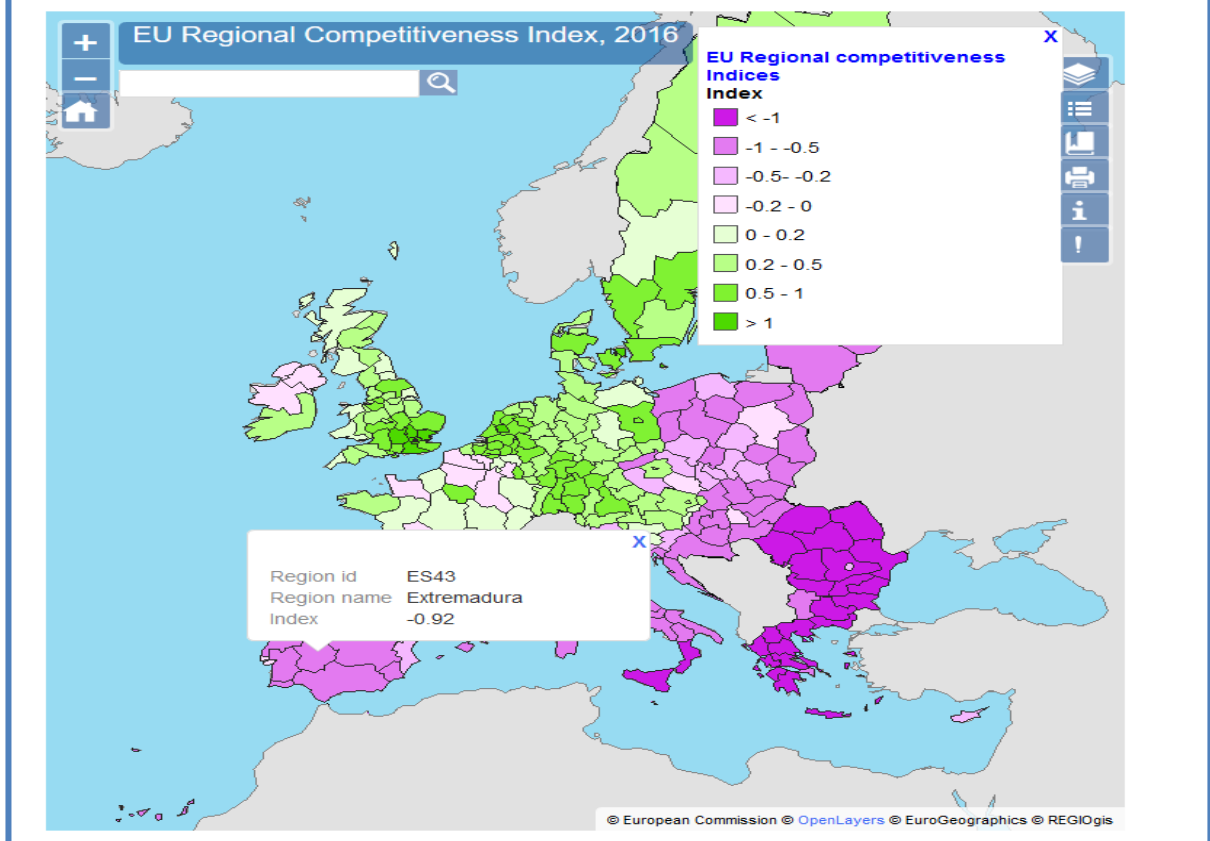 +
EU Regional Competitiveness Index, 2016
−
X
EU Regional competitiveness
Indices
Index
< -1
-1 - -0.5
-0.5- -0.2
-0.2 - 0
0 - 0.2
0.2 - 0.5
0.5 - 1
> 1
i
!
X
Region id ES43
Region name Extremadura
Index -0.92
© European Commission © OpenLayers © EuroGeographics © REGIOgis